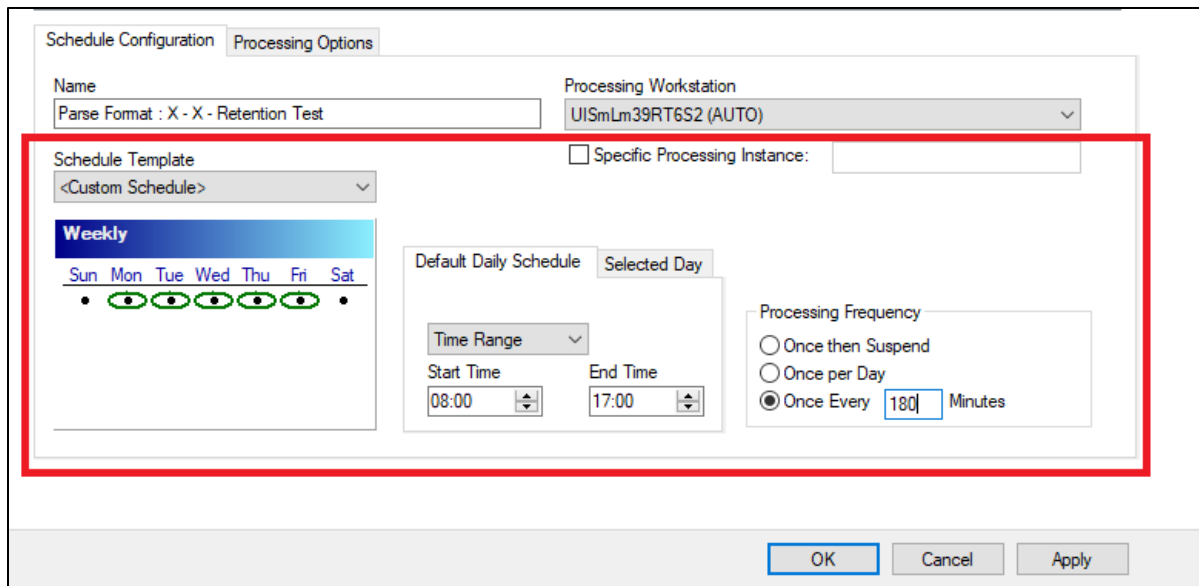 Schedule Configuration
Processing Options
Name
Processing Workstation
Parse Format : X - X - Retention Test
UISmLm39RT6S2 (AUTO)
Schedule Template
Specific Processing Instance:
<Custom Schedule>
Weekly
Sun Mon Tue Wed Thu Fri Sat
Default Daily Schedule
Selected Day
Time Range
Start Time
End Time
08:00
17:00
Processing Frequency
Once then Suspend
Once per Day
Once Every 180 Minutes
OK
Cancel
Apply